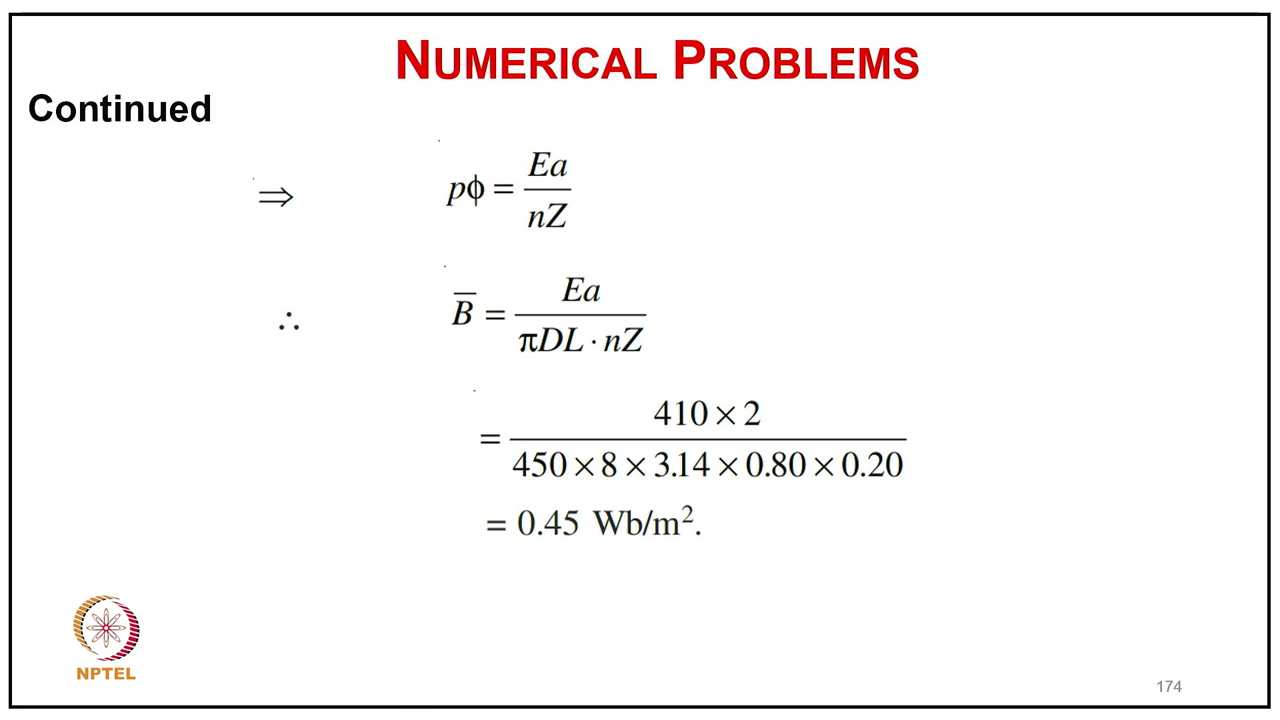 NUMERICAL PROBLEMS
Continued
⇒ pϕ = Ea / nZ
∴ B̅ = Ea / πDL · nZ
= 410 × 2 / 450 × 8 × 3.14 × 0.80 × 0.20
= 0.45 Wb/m².
NPTEL
174